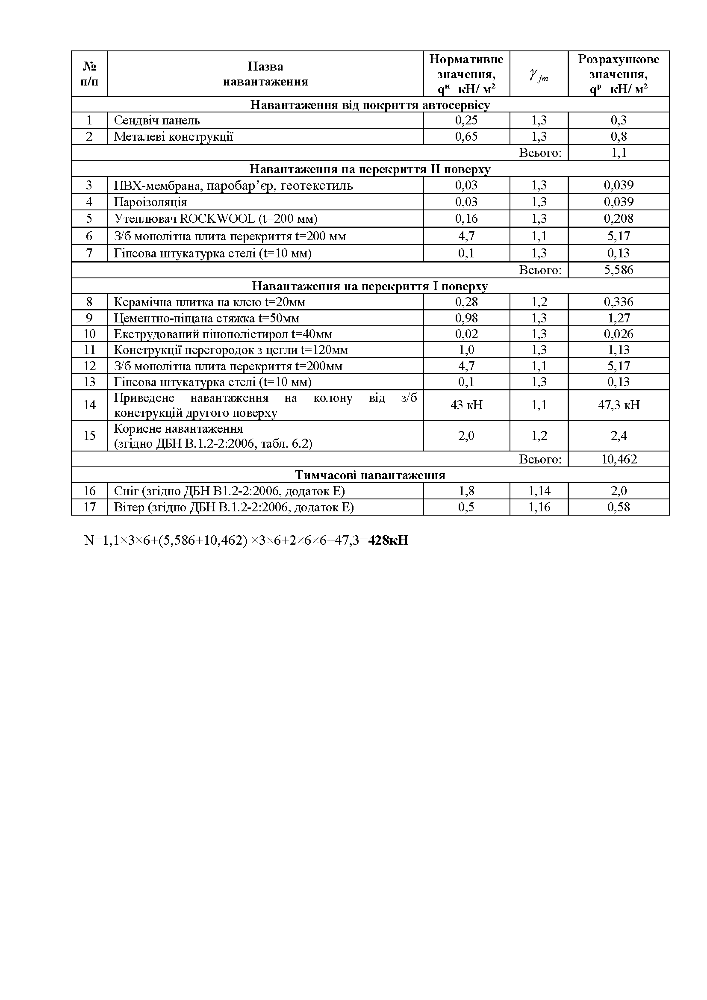 № п/п Назва навантаження Нормативне значення, qн кН/ м² γ fm Розрахункове значення, qр кН/ м²
Навантаження від покриття автосервісу
1 Сендвіч панель 0,25 1,3 0,3
2 Металеві конструкції 0,65 1,3 0,8
Всього: 1,1
Навантаження на перекриття ІІ поверху
3 ПВХ-мембрана, паробар’єр, геотекстиль 0,03 1,3 0,039
4 Пароізоляція 0,03 1,3 0,039
5 Утеплювач ROCKWOOL (t=200 мм) 0,16 1,3 0,208
6 З/б монолітна плита перекриття t=200 мм 4,7 1,1 5,17
7 Гіпсова штукатурка стелі (t=10 мм) 0,1 1,3 0,13
Всього: 5,586
Навантаження на перекриття І поверху
8 Керамічна плитка на клею t=20мм 0,28 1,2 0,336
9 Цементно-піщана стяжка t=50мм 0,98 1,3 1,27
10 Екструдований пінополістирол t=40мм 0,02 1,3 0,026
11 Конструкції перегородок з цегли t=120мм 1,0 1,3 1,13
12 З/б монолітна плита перекриття t=200мм 4,7 1,1 5,17
13 Гіпсова штукатурка стелі (t=10 мм) 0,1 1,3 0,13
14 Приведене навантаження на колону від з/б
конструкцій другого поверху 43 кН 1,1 47,3 кН
15 Корисне навантаження
(згідно ДБН В.1.2-2:2006, табл. 6.2) 2,0 1,2 2,4
Всього: 10,462
Тимчасові навантаження
16 Сніг (згідно ДБН В1.2-2:2006, додаток Е) 1,8 1,14 2,0
17 Вітер (згідно ДБН В.1.2-2:2006, додаток Е) 0,5 1,16 0,58
N=1,1×3×6+(5,586+10,462) ×3×6+2×6×6+47,3=428кН